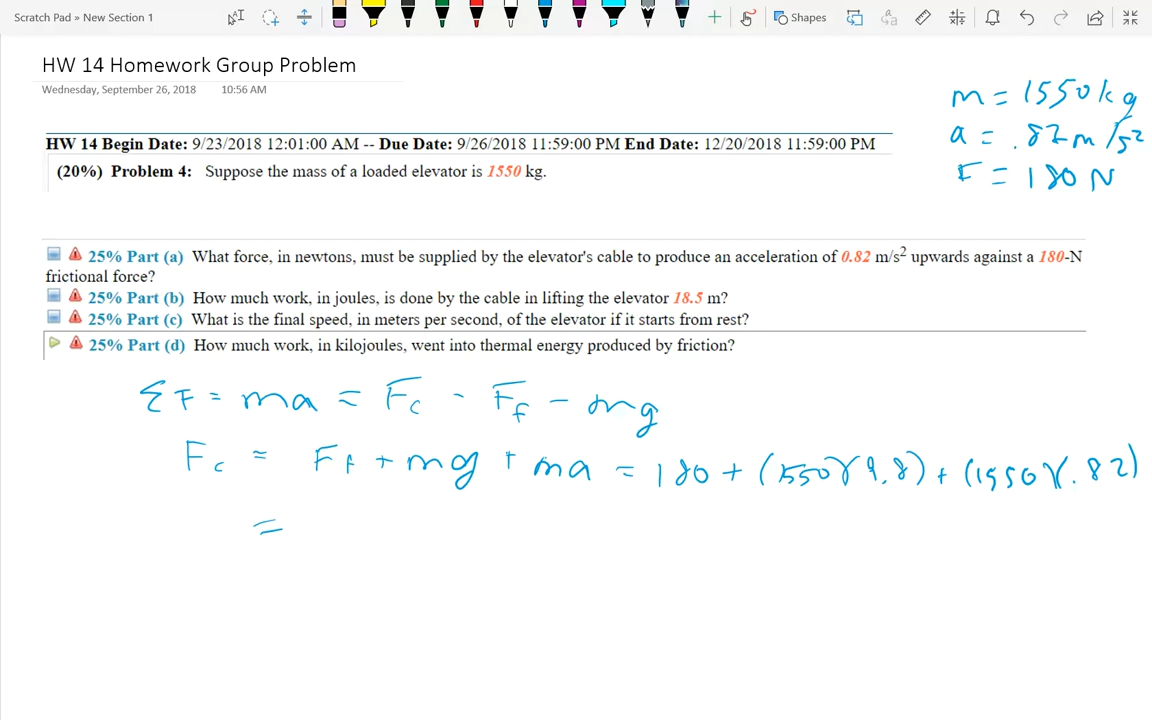 Scratch Pad » New Section 1
Shapes
HW 14 Homework Group Problem
Wednesday, September 26, 2018 10:56 AM
m = 1550 kg
a = .82 m/s²
F = 180 N
HW 14 Begin Date: 9/23/2018 12:01:00 AM -- Due Date: 9/26/2018 11:59:00 PM End Date: 12/20/2018 11:59:00 PM
(20%) Problem 4: Suppose the mass of a loaded elevator is 1550 kg.
25% Part (a) What force, in newtons, must be supplied by the elevator's cable to produce an acceleration of 0.82 m/s² upwards against a 180-N
frictional force?
25% Part (b) How much work, in joules, is done by the cable in lifting the elevator 18.5 m?
25% Part (c) What is the final speed, in meters per second, of the elevator if it starts from rest?
25% Part (d) How much work, in kilojoules, went into thermal energy produced by friction?
ΣF = ma = Fc - Ff - mg
Fc = Ff + mg + ma = 180 + (1550)(9.8) + (1550)(.82)
=